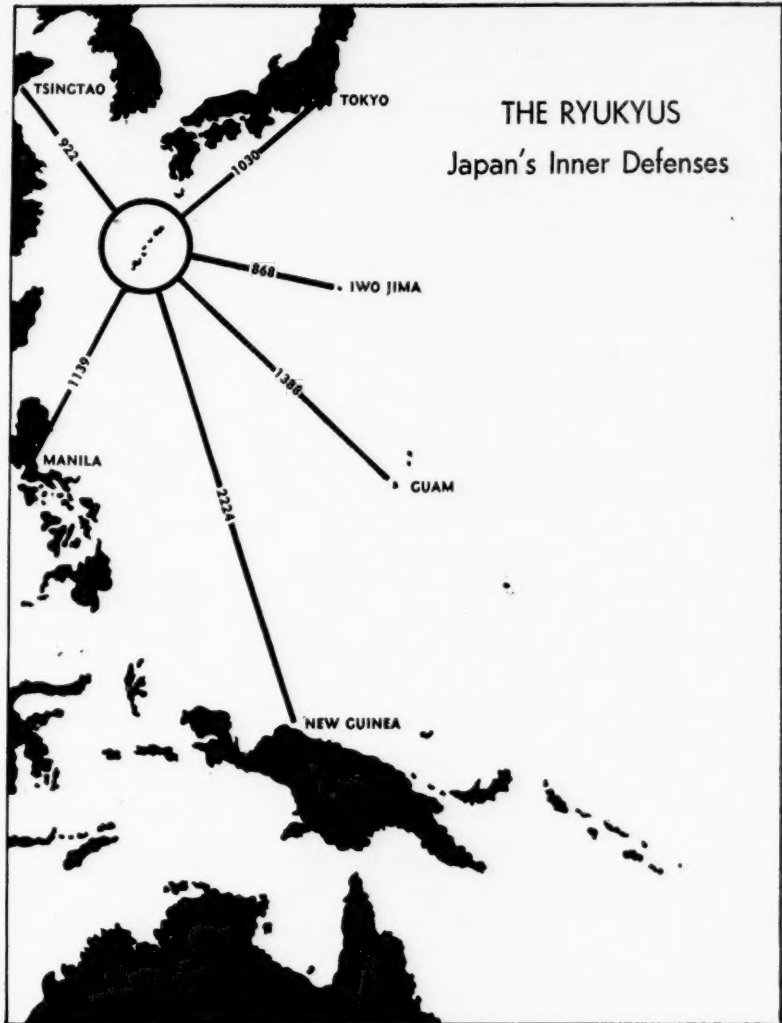 THE RYUKYUS
Japan's Inner Defenses
TSINGTAO
TOKYO
922
1030
868
IWO JIMA
1139
1388
MANILA
GUAM
2224
NEW GUINEA